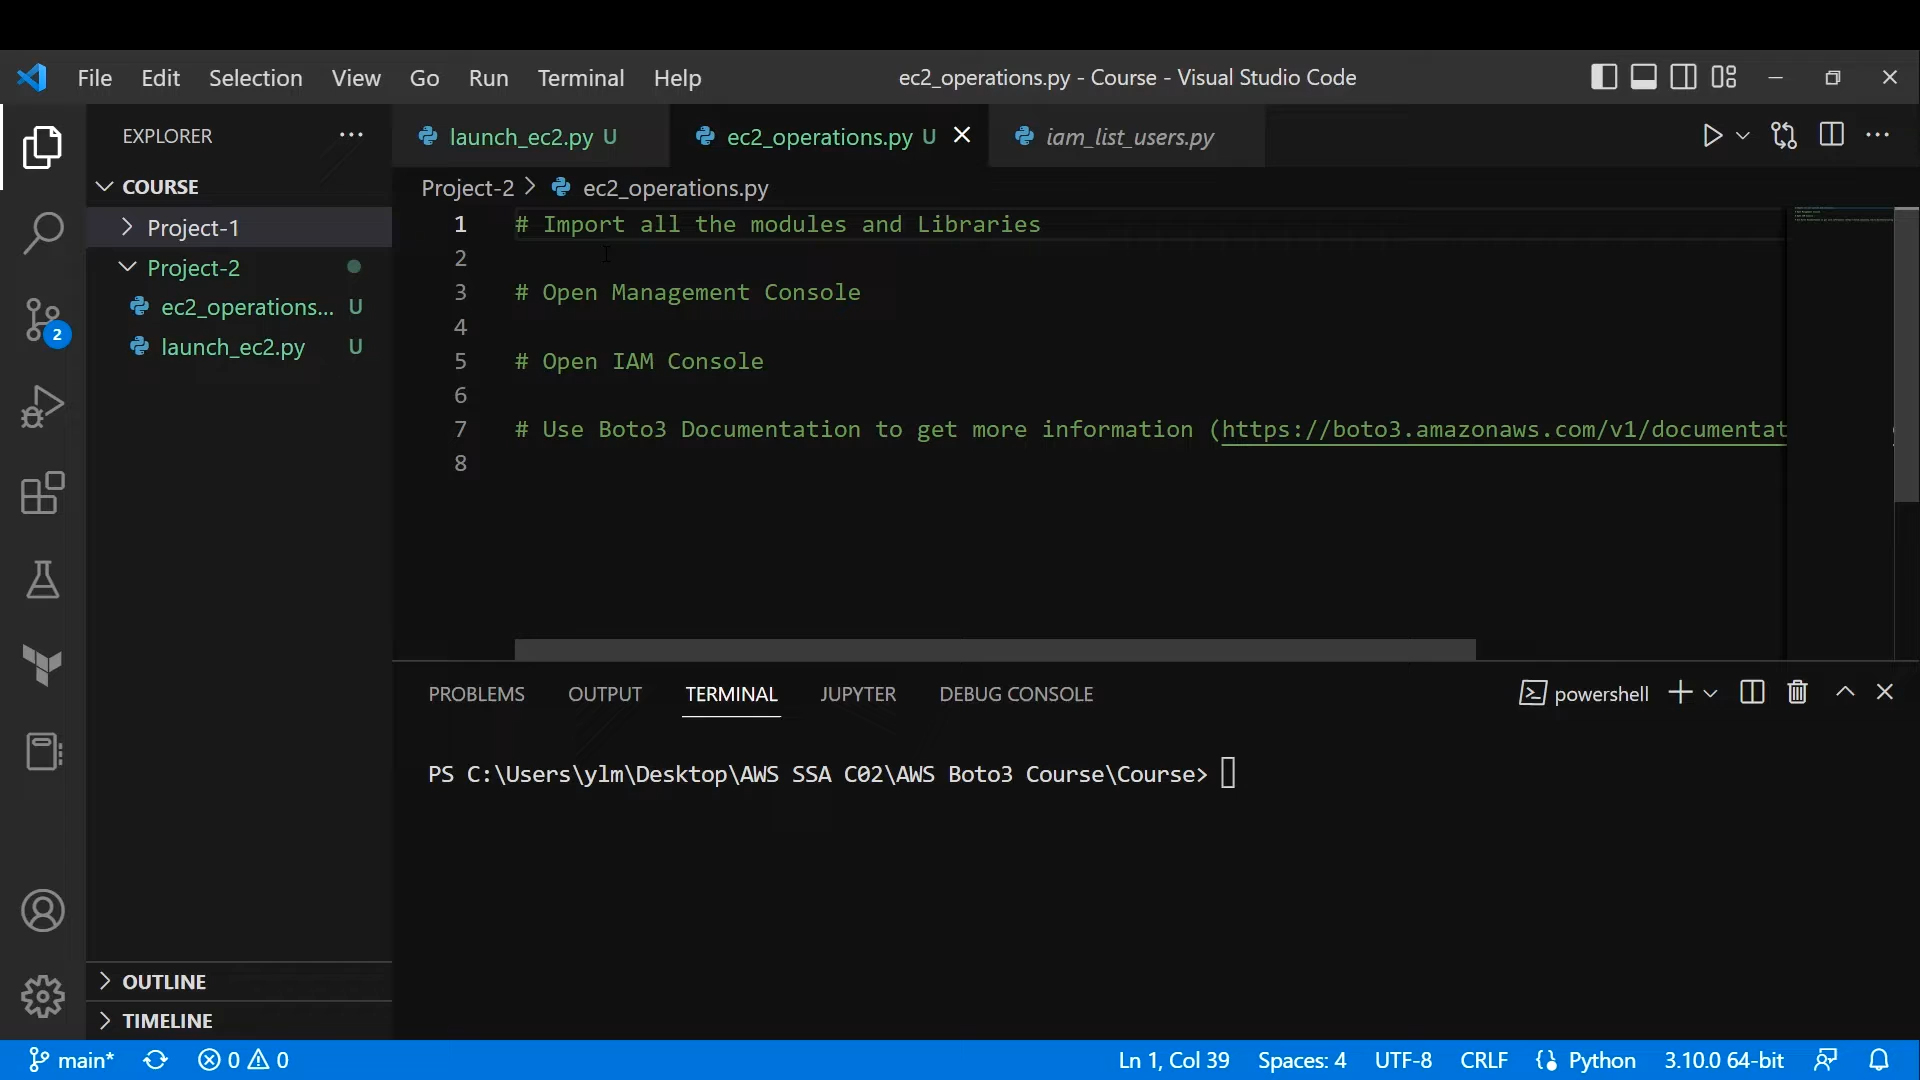 File Edit Selection View Go Run Terminal Help
ec2_operations.py - Course - Visual Studio Code
EXPLORER
COURSE
Project-1
Project-2
ec2_operations... U
launch_ec2.py U
OUTLINE
TIMELINE
launch_ec2.py U
ec2_operations.py U
iam_list_users.py
Project-2 > ec2_operations.py
1 # Import all the modules and Libraries
2
3 # Open Management Console
4
5 # Open IAM Console
6
7 # Use Boto3 Documentation to get more information (https://boto3.amazonaws.com/v1/documentat
8
PROBLEMS OUTPUT TERMINAL JUPYTER DEBUG CONSOLE
powershell
PS C:\Users\ylm\Desktop\AWS SSA C02\AWS Boto3 Course\Course>
2
main* 0 0
Ln 1, Col 39 Spaces: 4 UTF-8 CRLF Python 3.10.0 64-bit